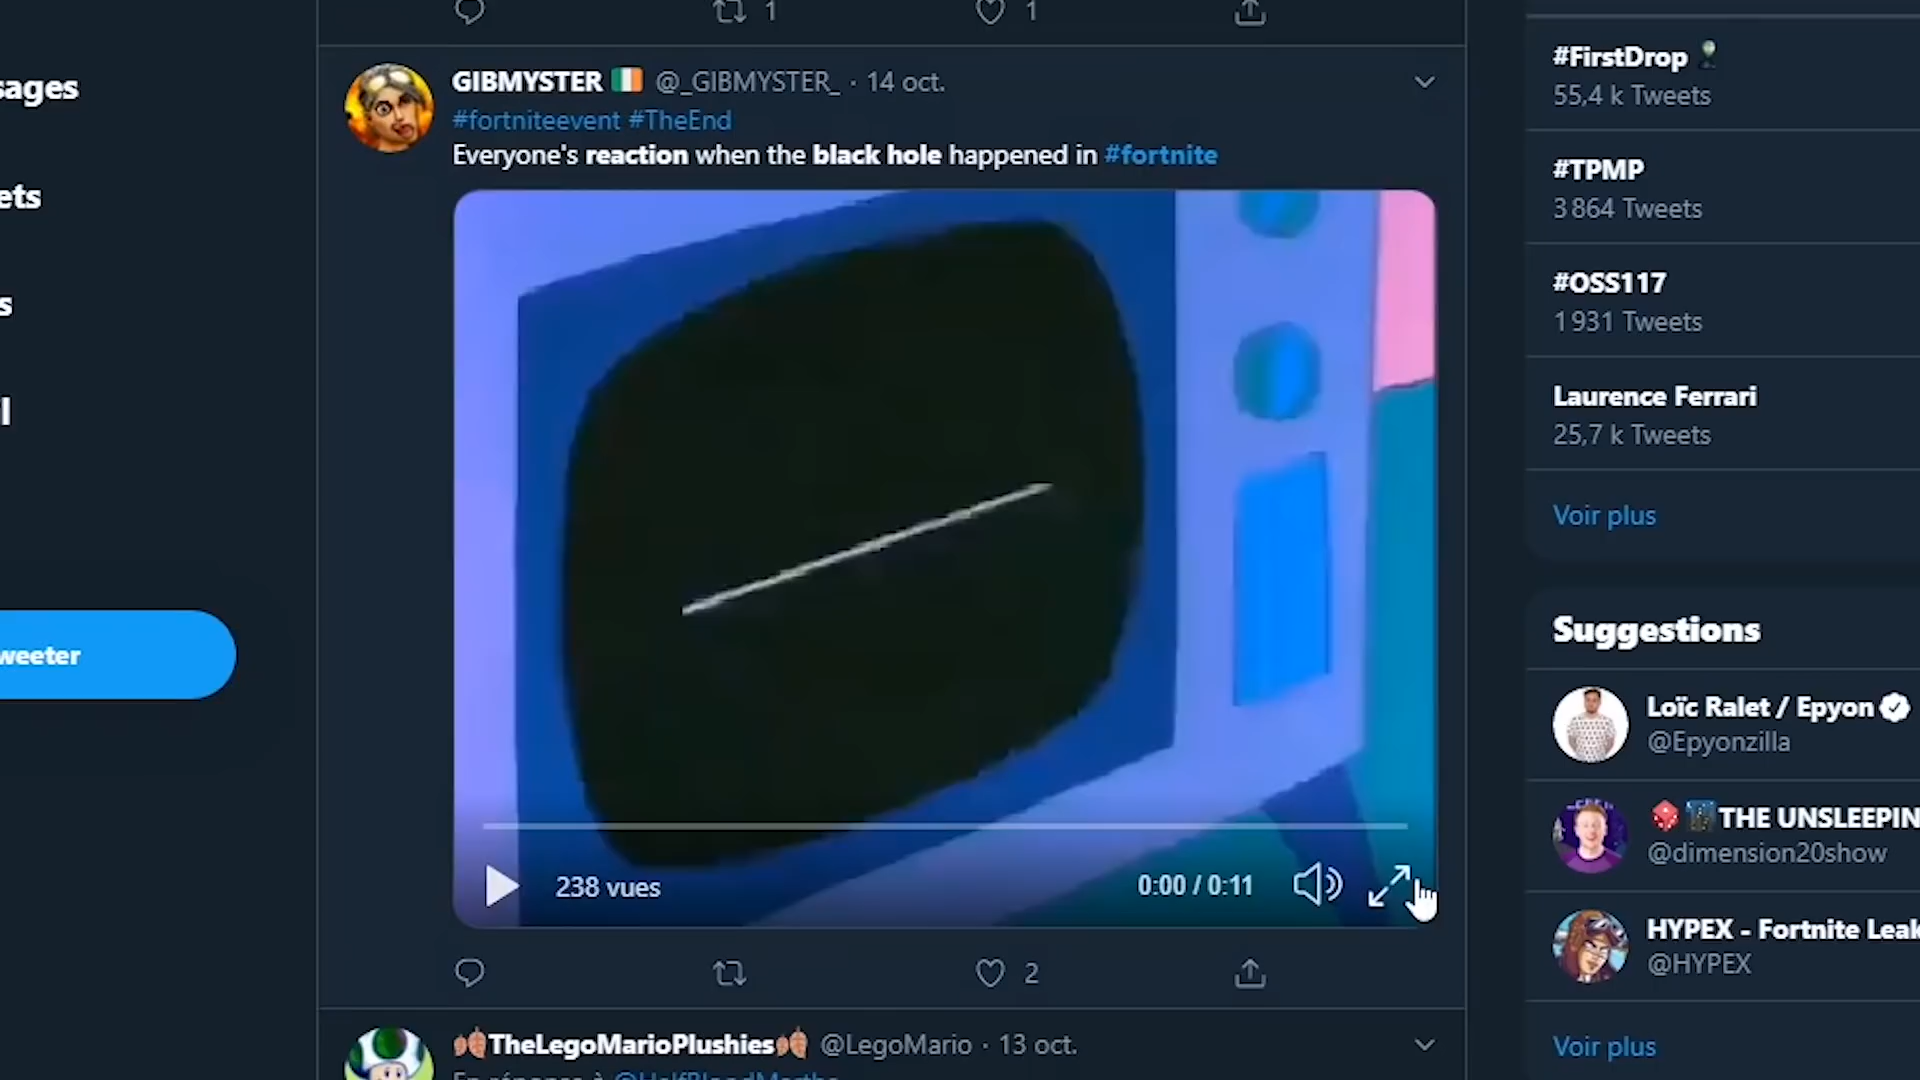 1 1
sages
ets
s
l
weeter
GIBMYSTER @_GIBMYSTER_ · 14 oct.
#fortniteevent #TheEnd
Everyone's reaction when the black hole happened in #fortnite
238 vues 0:00 / 0:11
2
TheLegoMarioPlushies @LegoMario · 13 oct.
En réponse à
#FirstDrop
55,4 k Tweets
#TPMP
3 864 Tweets
#OSS117
1 931 Tweets
Laurence Ferrari
25,7 k Tweets
Voir plus
Suggestions
Loïc Ralet / Epyon
@Epyonzilla
THE UNSLEEPIN
@dimension20show
HYPEX - Fortnite Leak
@HYPEX
Voir plus